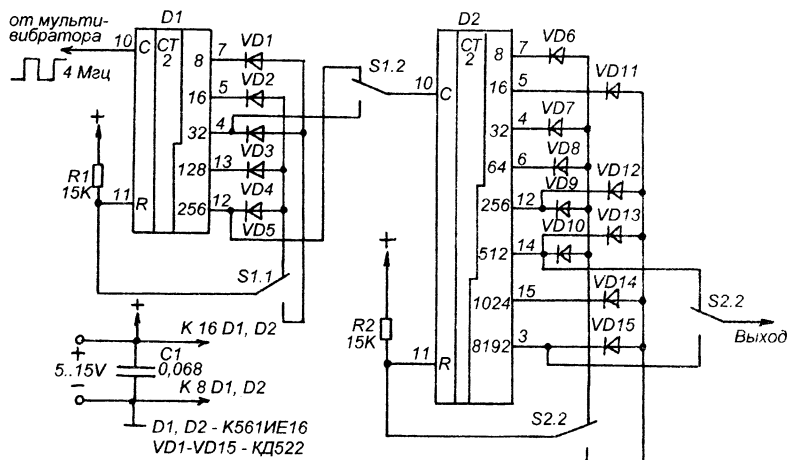 от мульти-
вибратора
4 Мгц
10
D1
C
CT
2
8
7
VD1
16
5
VD2
32
4
VD3
128
13
VD4
256
12
VD5
+
R1
15K
11
R
S1.1
S1.2
D2
10
C
CT
2
8
7
VD6
16
5
VD11
32
4
VD7
64
6
VD8
VD12
256
12
VD9
VD13
512
14
VD10
1024
15
VD14
8192
3
VD15
+
R2
15K
11
R
S2.2
Выход
S2.2
+
К 16 D1, D2
+
5..15V
–
C1
0,068
К 8 D1, D2
D1, D2 - К561ИЕ16
VD1-VD15 - КД522